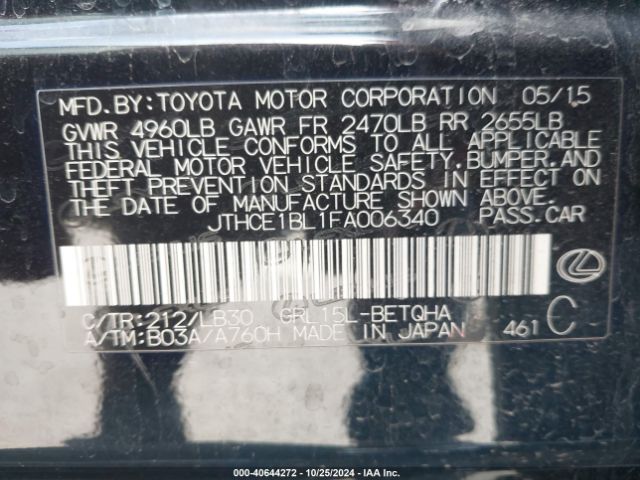 MFD.BY:TOYOTA MOTOR CORPORATION 05/15
GVWR 4960LB GAWR FR 2470LB RR 2655LB
THIS VEHICLE CONFORMS TO ALL APPLICABLE
FEDERAL MOTOR VEHICLE SAFETY,BUMPER,AND
THEFT PREVENTION STANDARDS IN EFFECT ON
THE DATE OF MANUFACTURE SHOWN ABOVE.
JTHCE1BL1FA006340 PASS.CAR
C/TR:212/LB30 GRL15L-BETQHA
A/TM:B03A/A760H MADE IN JAPAN 461 C
000-40644272 - 10/25/2024 - IAA Inc.